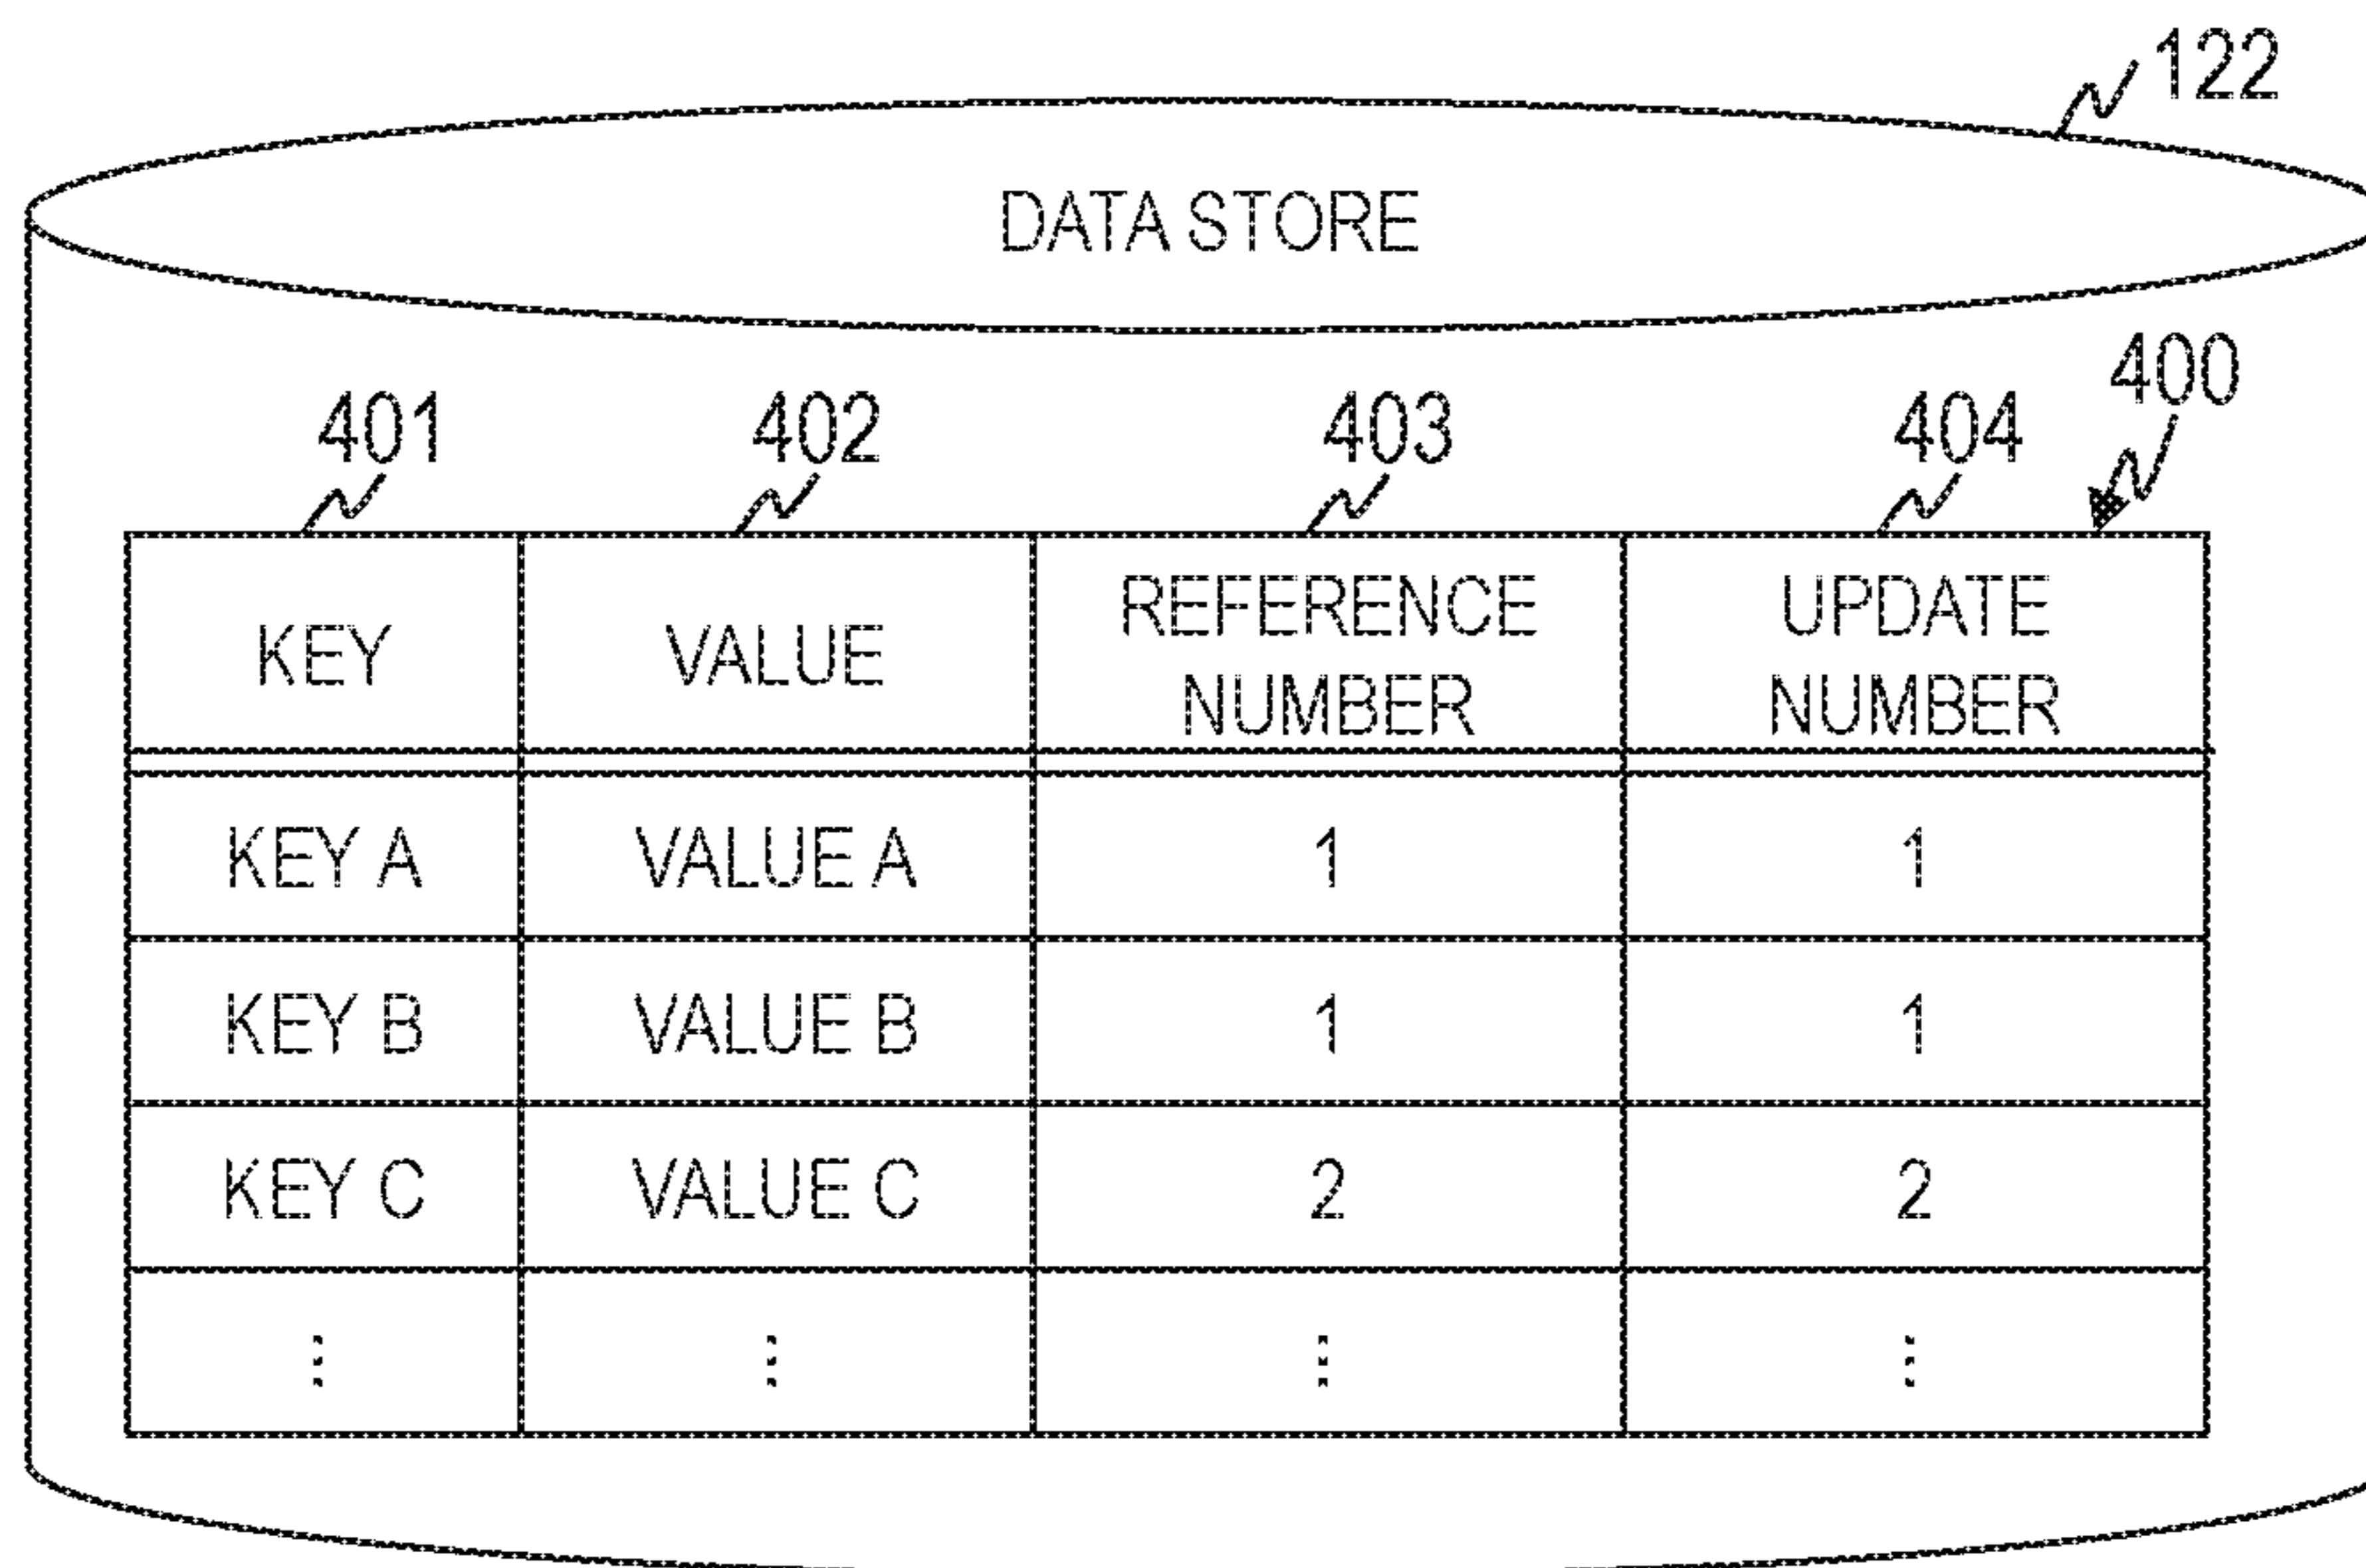 122
DATA STORE
400
401 402 403 404
KEY VALUE REFERENCE NUMBER UPDATE NUMBER
KEY A VALUE A 1 1
KEY B VALUE B 1 1
KEY C VALUE C 2 2
⋮ ⋮ ⋮ ⋮